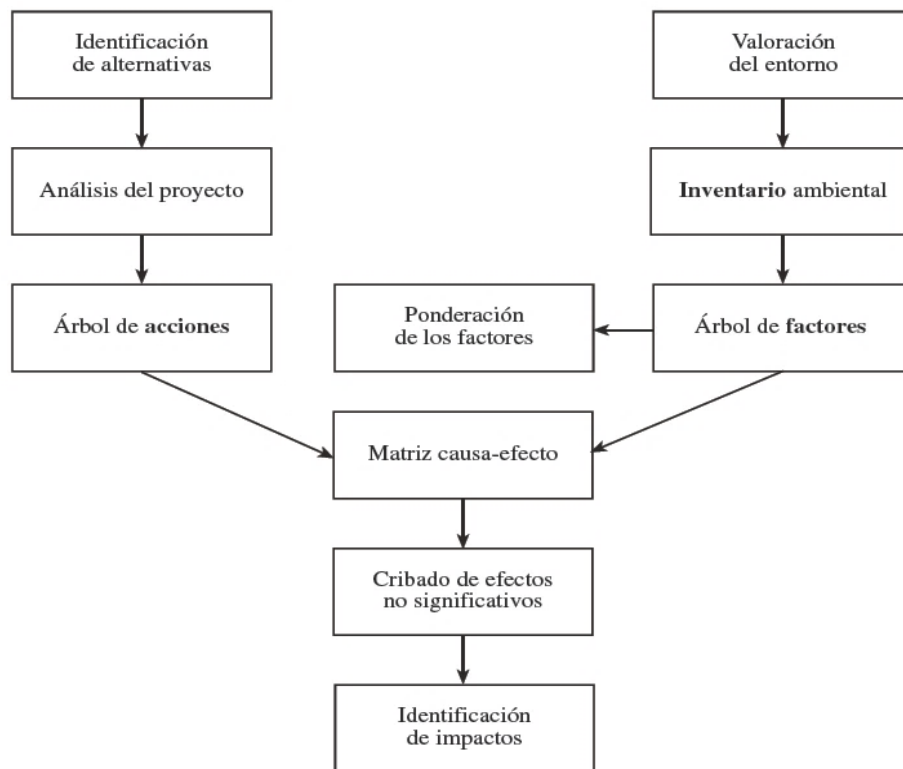 Identificación
de alternativas
Valoración
del entorno
Análisis del proyecto
Inventario ambiental
Árbol de acciones
Ponderación
de los factores
Árbol de factores
Matriz causa-efecto
Cribado de efectos
no significativos
Identificación
de impactos